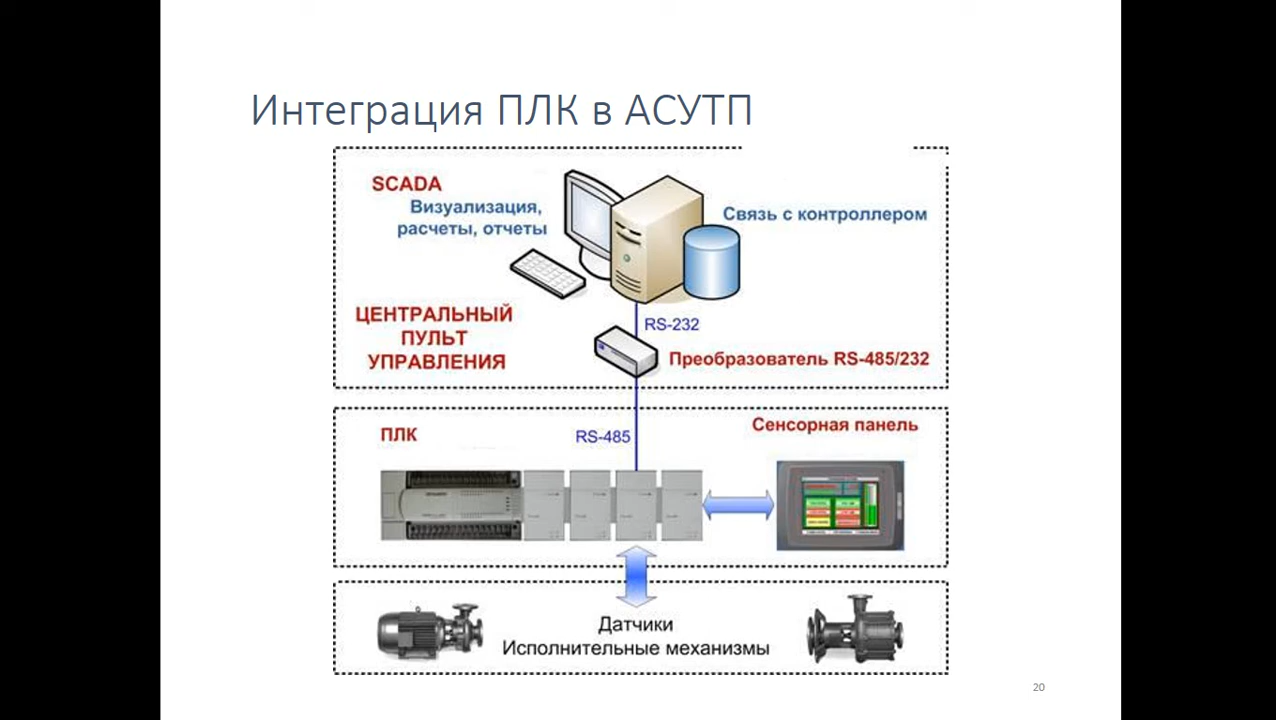 Интеграция ПЛК в АСУТП
SCADA
Визуализация,
расчеты, отчеты
Связь с контроллером
ЦЕНТРАЛЬНЫЙ
ПУЛЬТ
УПРАВЛЕНИЯ
RS-232
Преобразователь RS-485/232
ПЛК
RS-485
Сенсорная панель
Датчики
Исполнительные механизмы
20